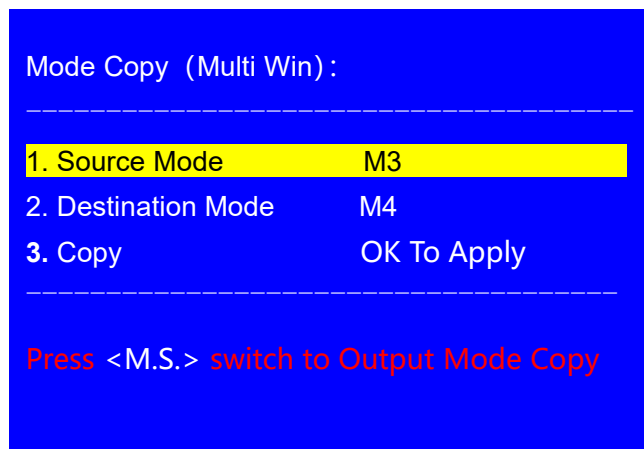 Mode Copy (Multi Win):
1. Source Mode M3
2. Destination Mode M4
3. Copy OK To Apply
Press <M.S.> switch to Output Mode Copy